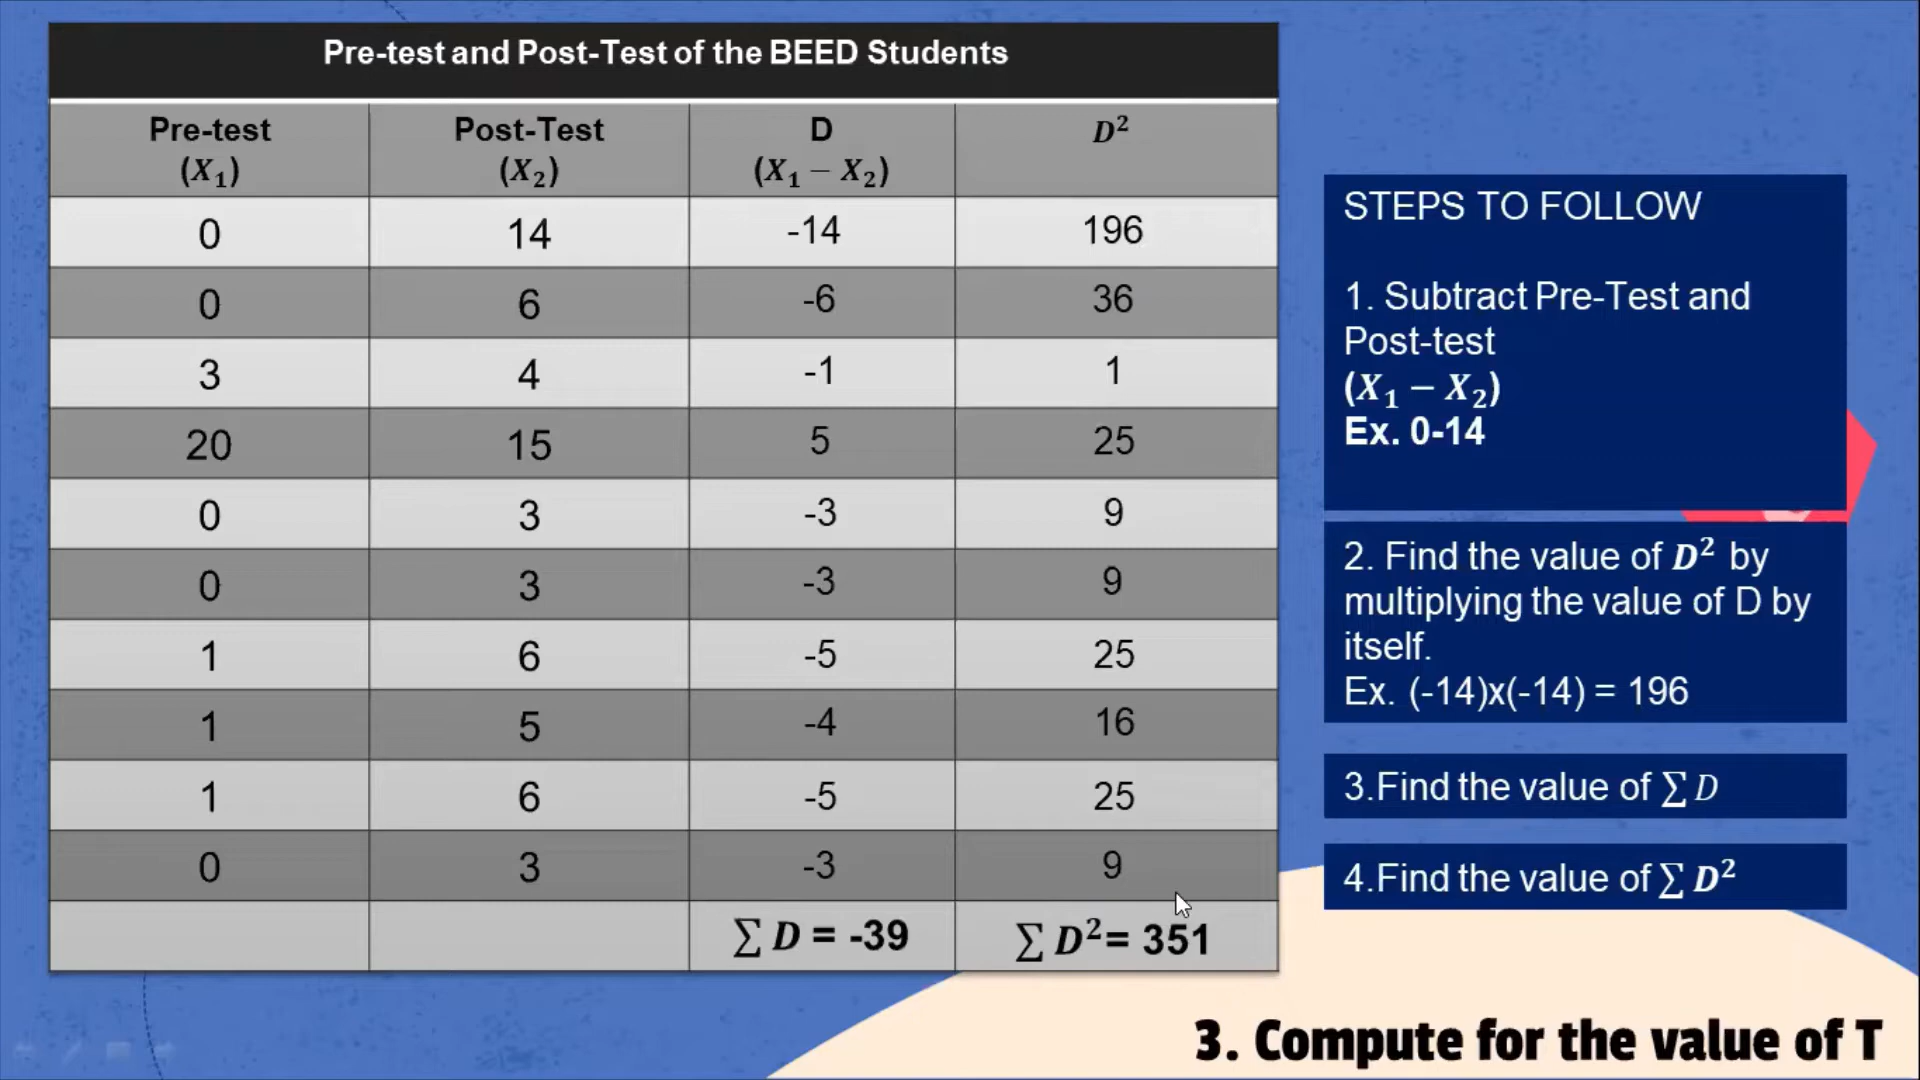 Pre-test and Post-Test of the BEED Students
Pre-test (X₁) Post-Test (X₂) D (X₁ – X₂) D²
0 14 -14 196
0 6 -6 36
3 4 -1 1
20 15 5 25
0 3 -3 9
0 3 -3 9
1 6 -5 25
1 5 -4 16
1 6 -5 25
0 3 -3 9
∑ D = -39 ∑ D²= 351
STEPS TO FOLLOW
1. Subtract Pre-Test and
Post-test
(X₁ – X₂)
Ex. 0-14
2. Find the value of D² by
multiplying the value of D by
itself.
Ex. (-14)x(-14) = 196
3.Find the value of ∑ D
4.Find the value of ∑ D²
3. Compute for the value of T